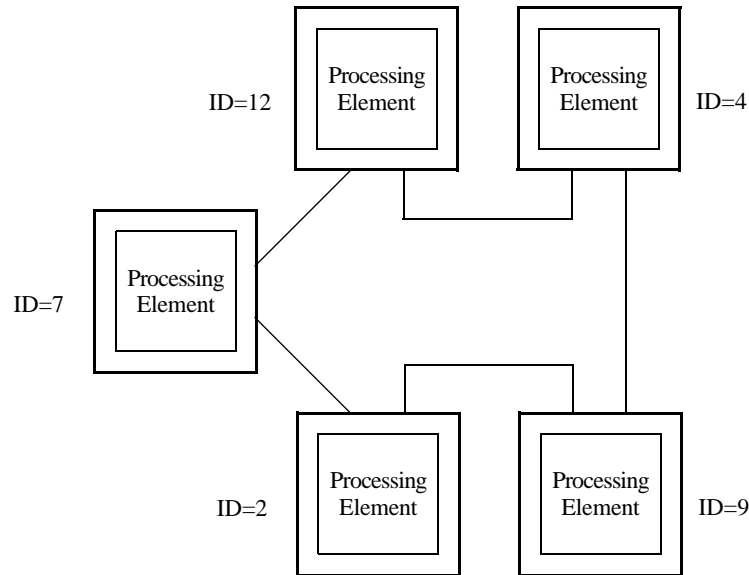 Processing
Element
ID=12
Processing
Element
ID=4
Processing
Element
ID=7
Processing
Element
ID=2
Processing
Element
ID=9